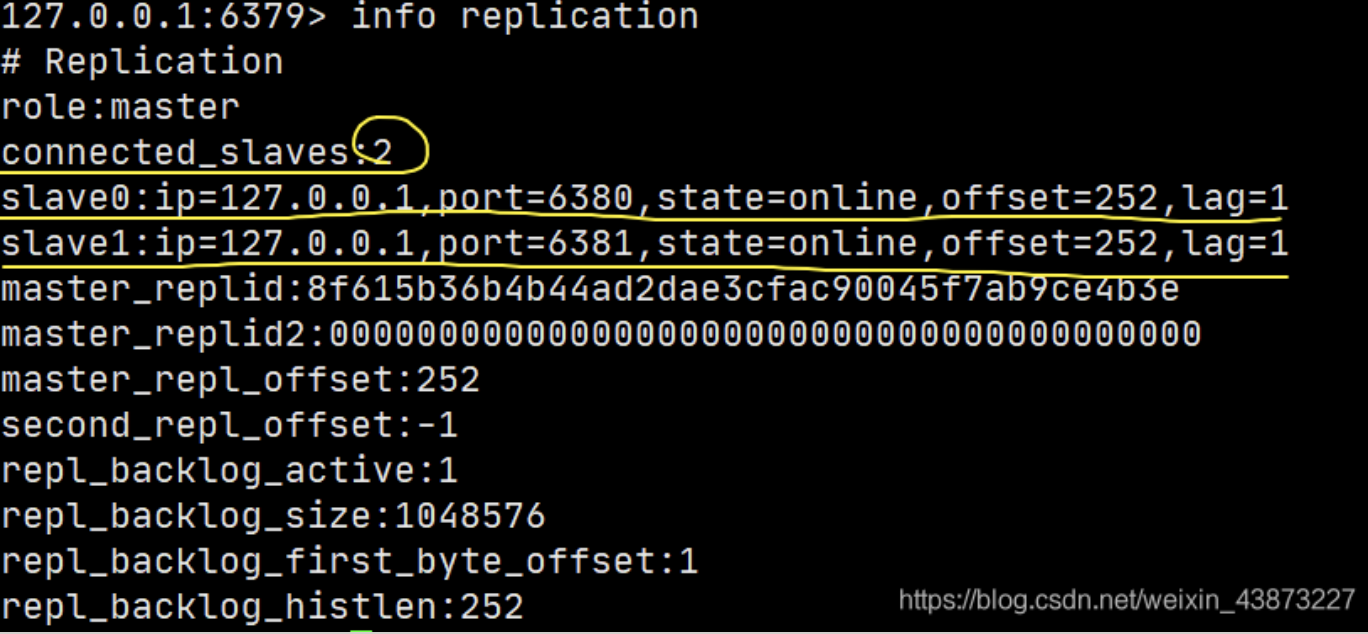 127.0.0.1:6379> info replication
# Replication
role:master
connected_slaves:2
slave0:ip=127.0.0.1,port=6380,state=online,offset=252,lag=1
slave1:ip=127.0.0.1,port=6381,state=online,offset=252,lag=1
master_replid:8f615b36b4b44ad2dae3cfac90045f7ab9ce4b3e
master_replid2:0000000000000000000000000000000000000000
master_repl_offset:252
second_repl_offset:-1
repl_backlog_active:1
repl_backlog_size:1048576
repl_backlog_first_byte_offset:1
repl_backlog_histlen:252
https://blog.csdn.net/weixin_43873227